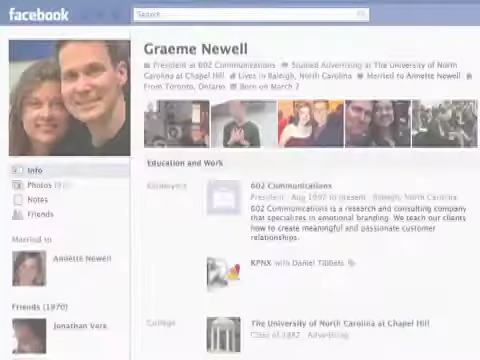 facebook
Search
Graeme Newell
President at 602 Communications Studied Advertising at The University of North
Carolina at Chapel Hill Lives in Raleigh, North Carolina Married to Annette Newell
From Toronto, Ontario Born on March 7
Education and Work
Info
Photos
Notes
Friends
Employers
602 Communications
President · Aug 1997 to present · Raleigh, North Carolina
602 Communications is a research and consulting company
that specializes in emotional branding. We teach our clients
how to create meaningful and passionate customer
relationships.
Married to
Annette Newell
KPNX with Daniel Tibbets
Friends (1970)
Jonathan Vera
College
The University of North Carolina at Chapel Hill
Class of 1982 · Advertising